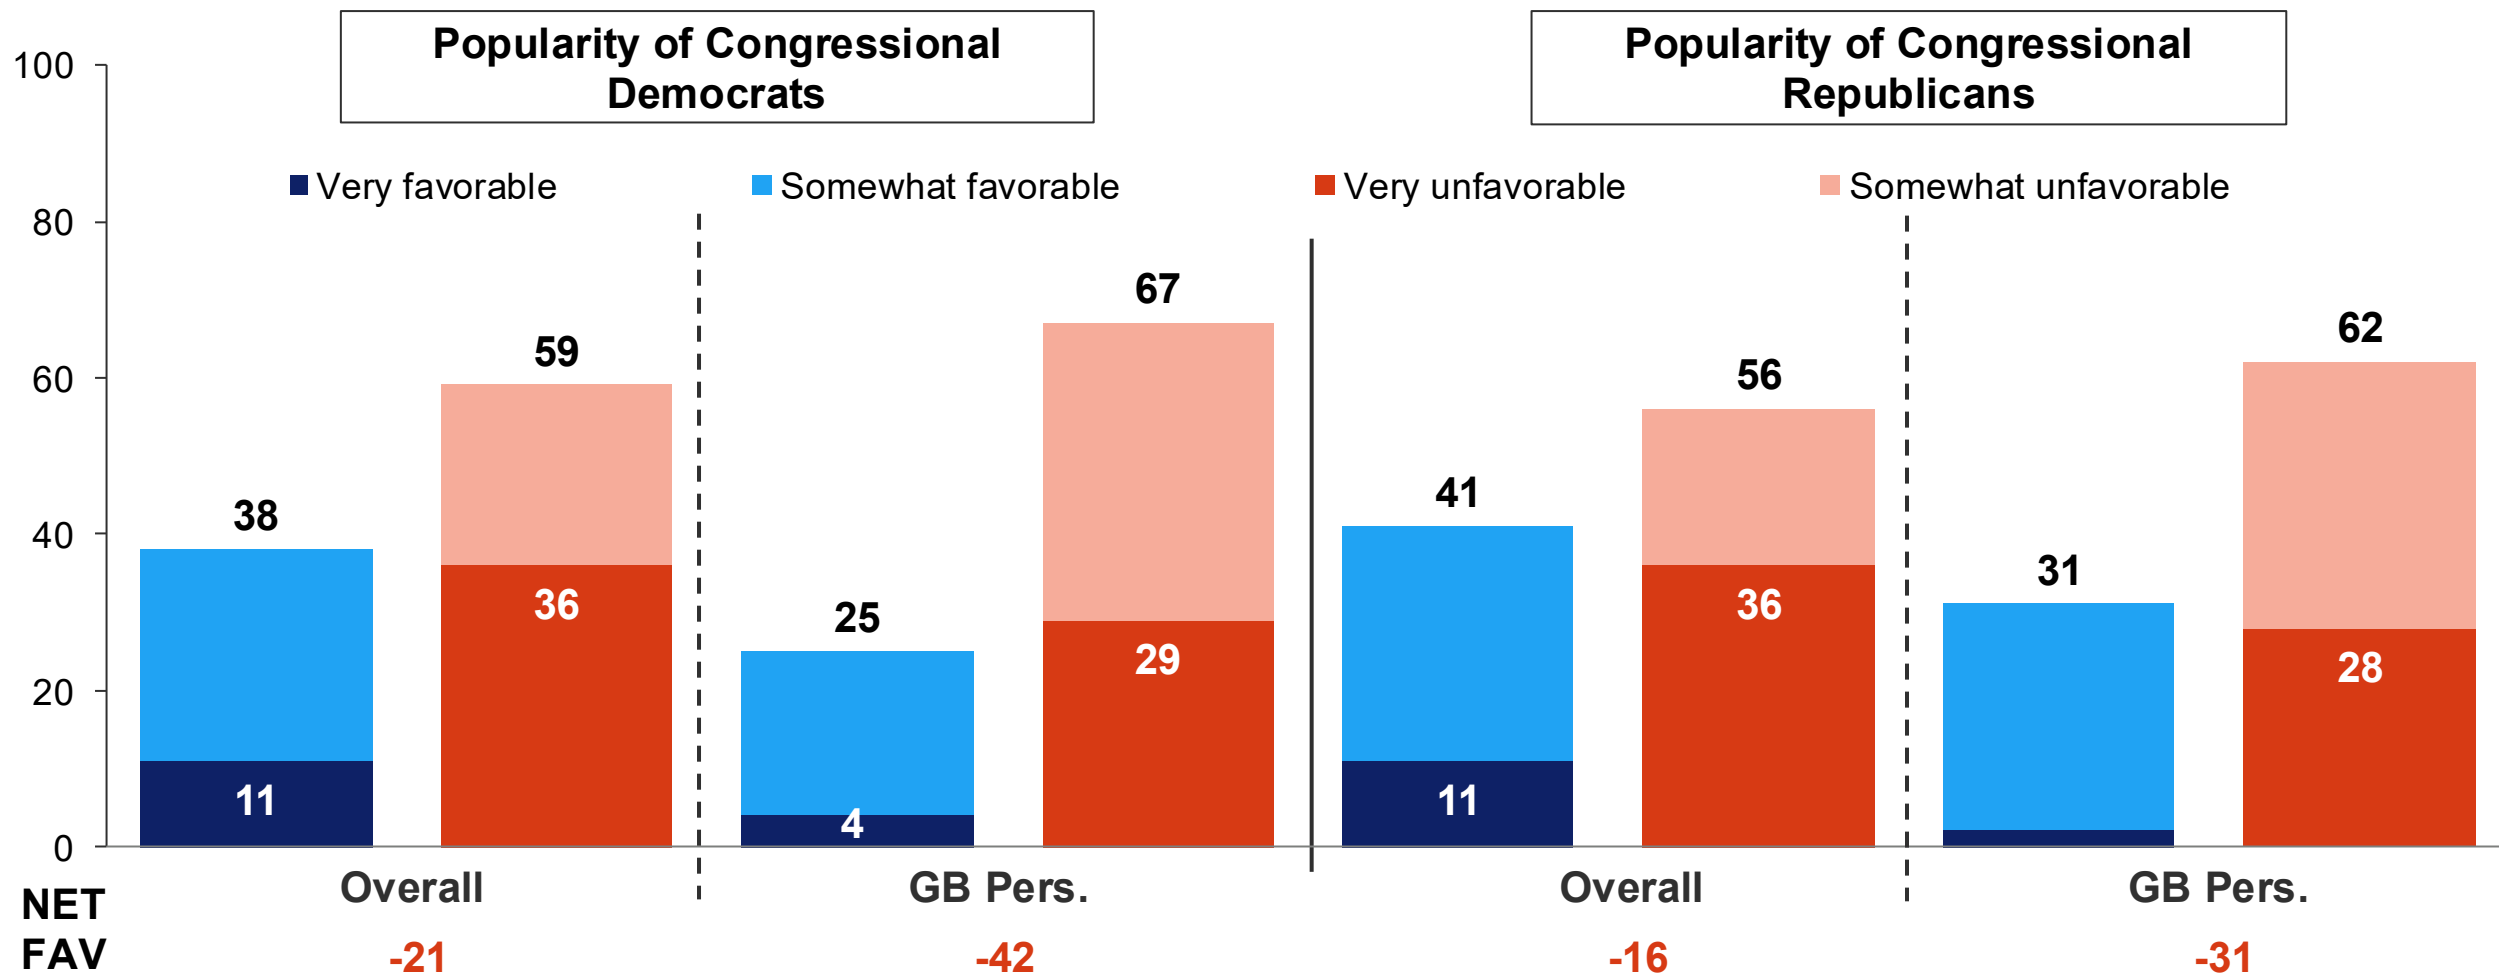 Popularity of Congressional
Democrats
Popularity of Congressional
Republicans
Very favorable
Somewhat favorable
Very unfavorable
Somewhat unfavorable
100
80
60
40
20
0
38
11
59
36
25
4
67
29
41
11
56
36
31
62
28
Overall
GB Pers.
Overall
GB Pers.
NET
FAV
-21
-42
-16
-31